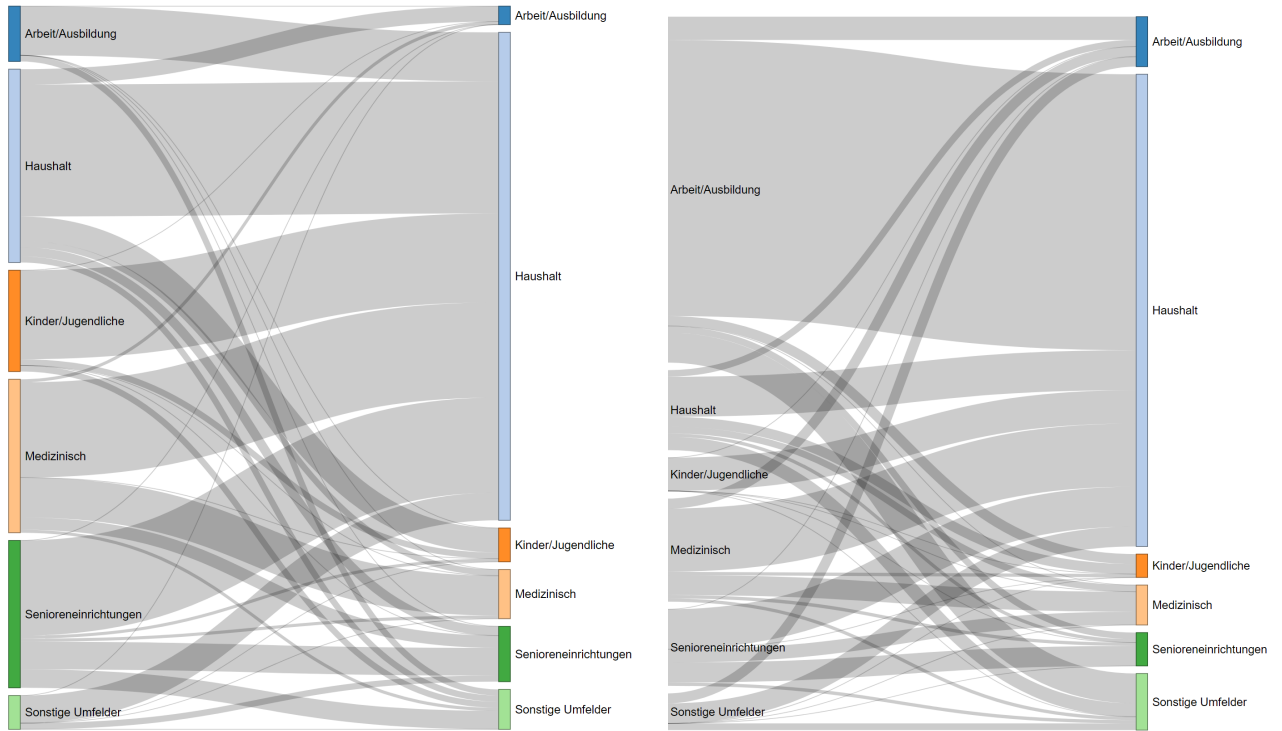 Arbeit/Ausbildung
Haushalt
Kinder/Jugendliche
Medizinisch
Senioreneinrichtungen
Sonstige Umfelder
Arbeit/Ausbildung
Haushalt
Kinder/Jugendliche
Medizinisch
Senioreneinrichtungen
Sonstige Umfelder
Arbeit/Ausbildung
Haushalt
Kinder/Jugendliche
Medizinisch
Senioreneinrichtungen
Sonstige Umfelder
Arbeit/Ausbildung
Haushalt
Kinder/Jugendliche
Medizinisch
Senioreneinrichtungen
Sonstige Umfelder